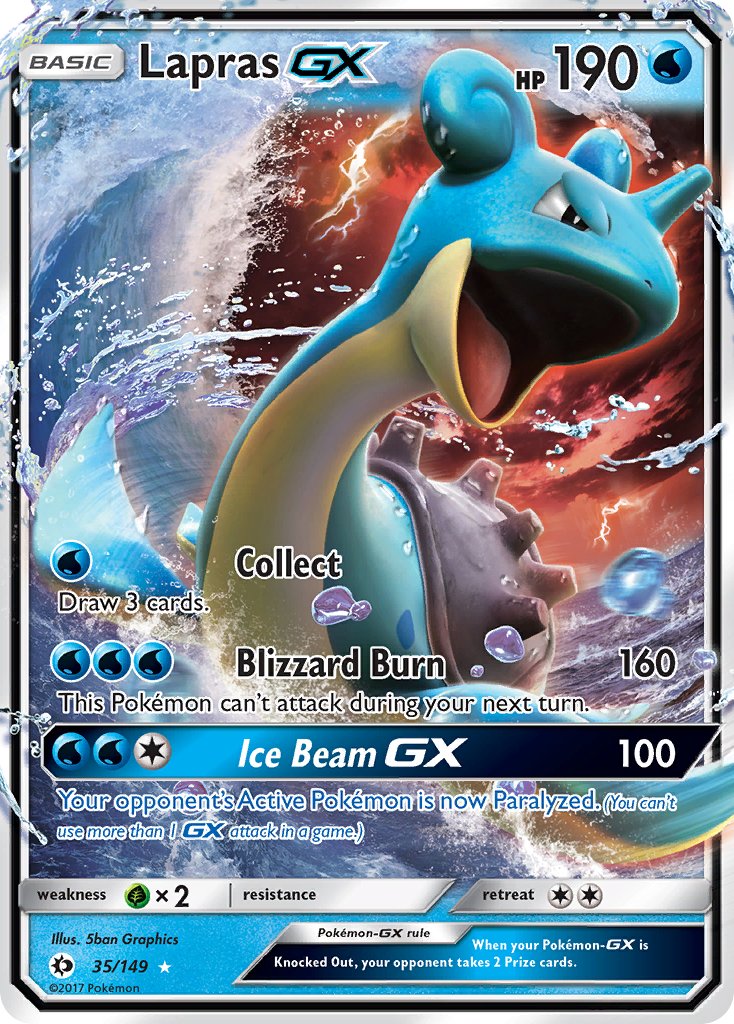 BASIC Lapras GX HP 190
Collect
Draw 3 cards.
Blizzard Burn 160
This Pokémon can't attack during your next turn.
Ice Beam GX 100
Your opponent's Active Pokémon is now Paralyzed. (You can't
use more than 1 GX attack in a game.)
weakness ×2 resistance retreat
Illus. 5ban Graphics
35/149
©2017 Pokémon
Pokémon-GX rule
When your Pokémon-GX is
Knocked Out, your opponent takes 2 Prize cards.